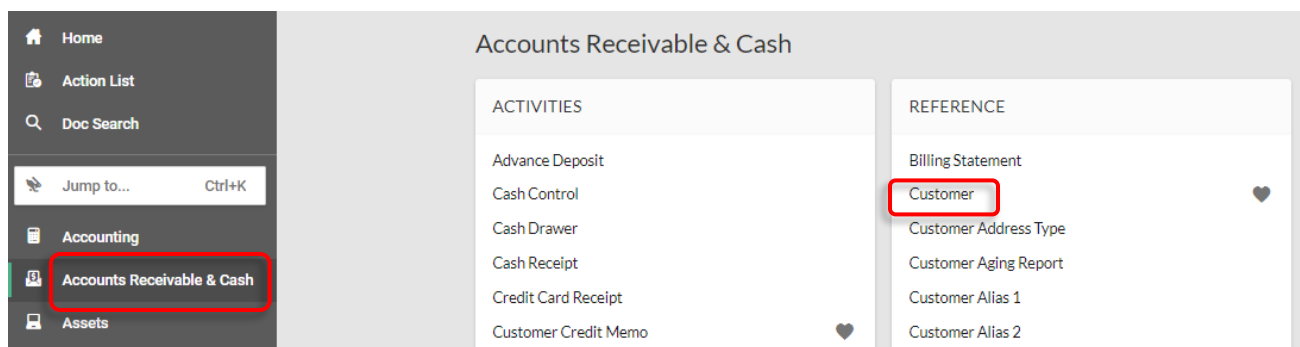 Home
Action List
Doc Search
Jump to... Ctrl+K
Accounting
Accounts Receivable & Cash
Assets
Accounts Receivable & Cash
ACTIVITIES
Advance Deposit
Cash Control
Cash Drawer
Cash Receipt
Credit Card Receipt
Customer Credit Memo
REFERENCE
Billing Statement
Customer
Customer Address Type
Customer Aging Report
Customer Alias 1
Customer Alias 2